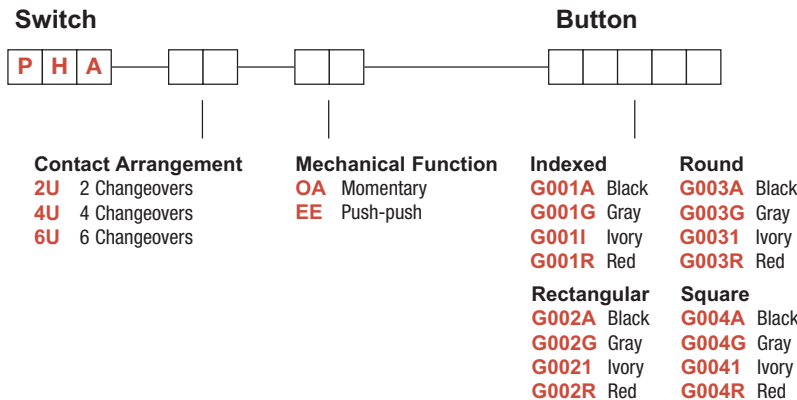 Switch
Button
P H A
Contact Arrangement
2U 2 Changeovers
4U 4 Changeovers
6U 6 Changeovers
Mechanical Function
OA Momentary
EE Push-push
Indexed
G001A Black
G001G Gray
G001I Ivory
G001R Red
Round
G003A Black
G003G Gray
G0031 Ivory
G003R Red
Rectangular
G002A Black
G002G Gray
G0021 Ivory
G002R Red
Square
G004A Black
G004G Gray
G0041 Ivory
G004R Red